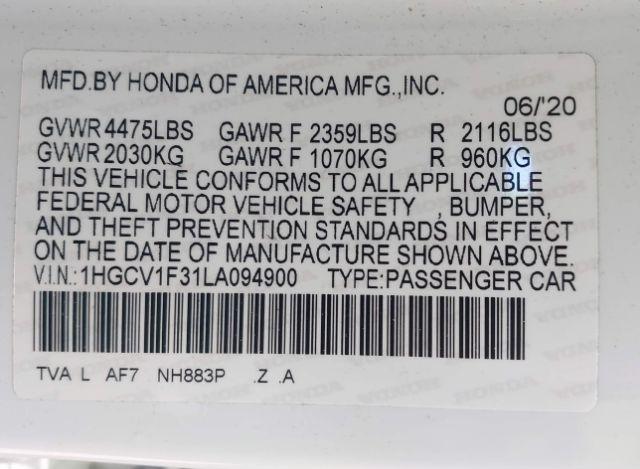 MFD.BY HONDA OF AMERICA MFG.,INC.
06/'20
GVWR 4475LBS GAWR F 2359LBS R 2116LBS
GVWR 2030KG GAWR F 1070KG R 960KG
THIS VEHICLE CONFORMS TO ALL APPLICABLE
FEDERAL MOTOR VEHICLE SAFETY , BUMPER,
AND THEFT PREVENTION STANDARDS IN EFFECT
ON THE DATE OF MANUFACTURE SHOWN ABOVE.
V.I.N.:1HGCV1F31LA094900 TYPE:PASSENGER CAR
TVA L AF7 NH883P .Z .A